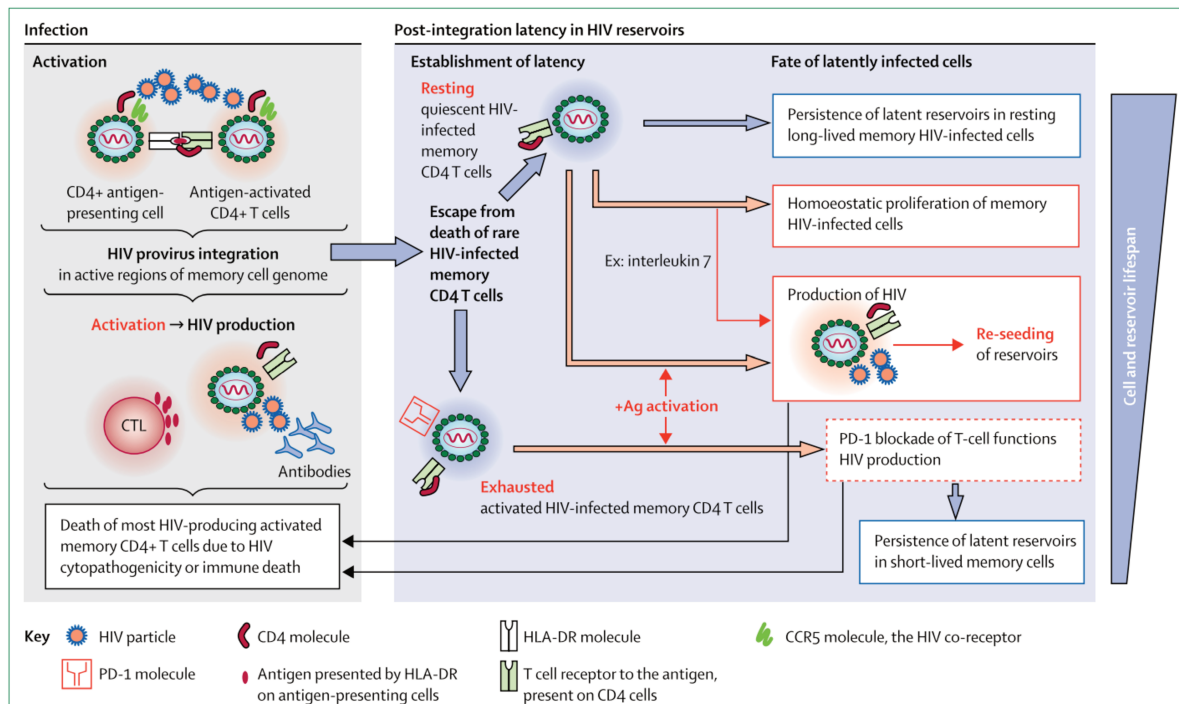 Infection
Activation
CD4+ antigen-
presenting cell
Antigen-activated
CD4+ T cells
HIV provirus integration
in active regions of memory cell genome
Activation → HIV production
CTL
Antibodies
Death of most HIV-producing activated
memory CD4+ T cells due to HIV
cytopathogenicity or immune death
Post-integration latency in HIV reservoirs
Establishment of latency
Resting
quiescent HIV-
infected
memory
CD4 T cells
Escape from
death of rare
HIV-infected
memory
CD4 T cells
Exhausted
activated HIV-infected memory CD4 T cells
Ex: interleukin 7
+Ag activation
Fate of latently infected cells
Persistence of latent reservoirs in resting
long-lived memory HIV-infected cells
Homoeostatic proliferation of memory
HIV-infected cells
Production of HIV
Re-seeding
of reservoirs
PD-1 blockade of T-cell functions
HIV production
Persistence of latent reservoirs
in short-lived memory cells
Cell and reservoir lifespan
Key
HIV particle
CD4 molecule
HLA-DR molecule
CCR5 molecule, the HIV co-receptor
PD-1 molecule
Antigen presented by HLA-DR
on antigen-presenting cells
T cell receptor to the antigen,
present on CD4 cells